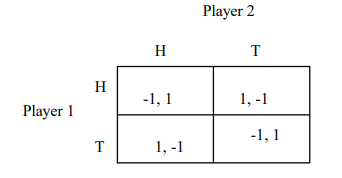 Player 2
H T
H -1, 1 1, -1
Player 1
T 1, -1 -1, 1